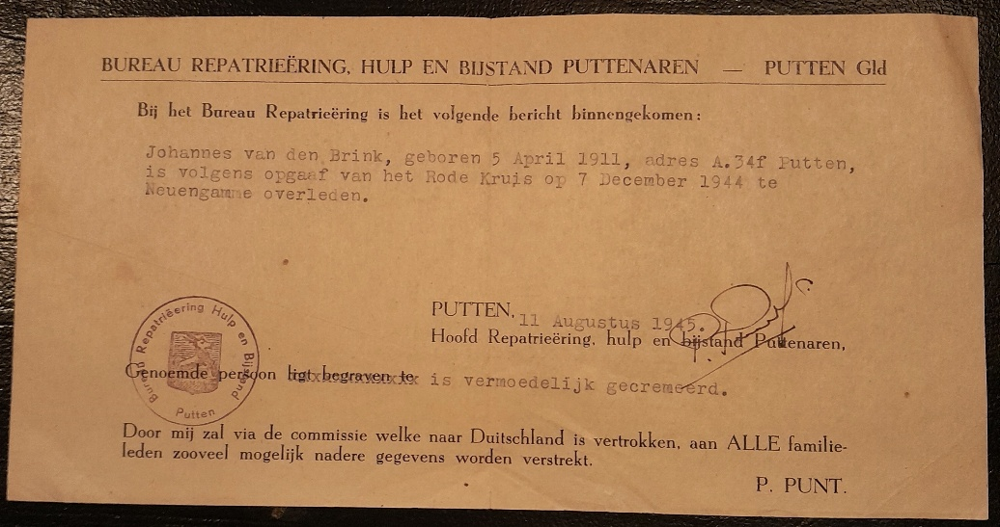 BUREAU REPATRIEËRING, HULP EN BIJSTAND PUTTENAREN — PUTTEN Gld
Bij het Bureau Repatrieëring is het volgende bericht binnengekomen:
Johannes van den Brink, geboren 5 April 1911, adres A.34f Putten,
is volgens opgaaf van het Rode Kruis op 7 December 1944 te
Neuengamme overleden.
PUTTEN, 11 Augustus 1945.
Hoofd Repatrieëring, hulp en bijstand Puttenaren,
Bureau Repatriëering Hulp en Bijstand
Putten
Genoemde persoon ligt begraven te is vermoedelijk gecremeerd.
Door mij zal via de commissie welke naar Duitschland is vertrokken, aan ALLE familie-
leden zooveel mogelijk nadere gegevens worden verstrekt.
P. PUNT.